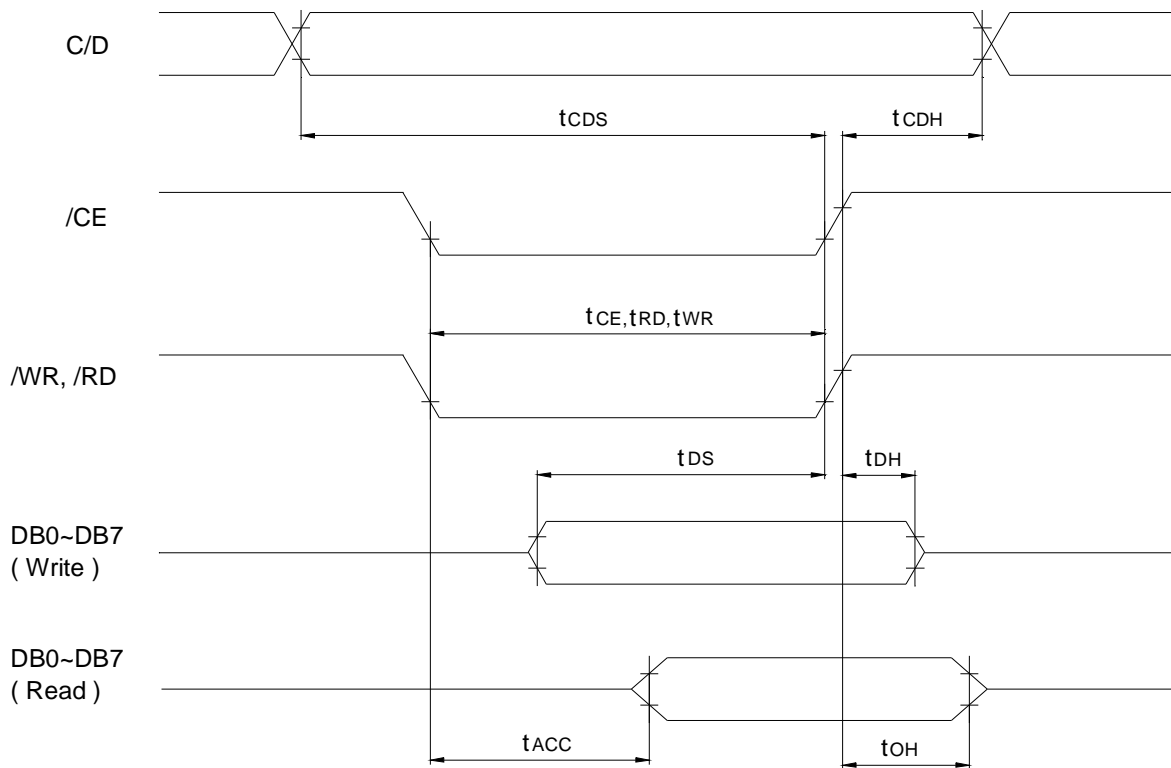 C/D
tCDS
tCDH
/CE
tCE,tRD,tWR
/WR, /RD
tDS
tDH
DB0~DB7
( Write )
DB0~DB7
( Read )
tACC
tOH